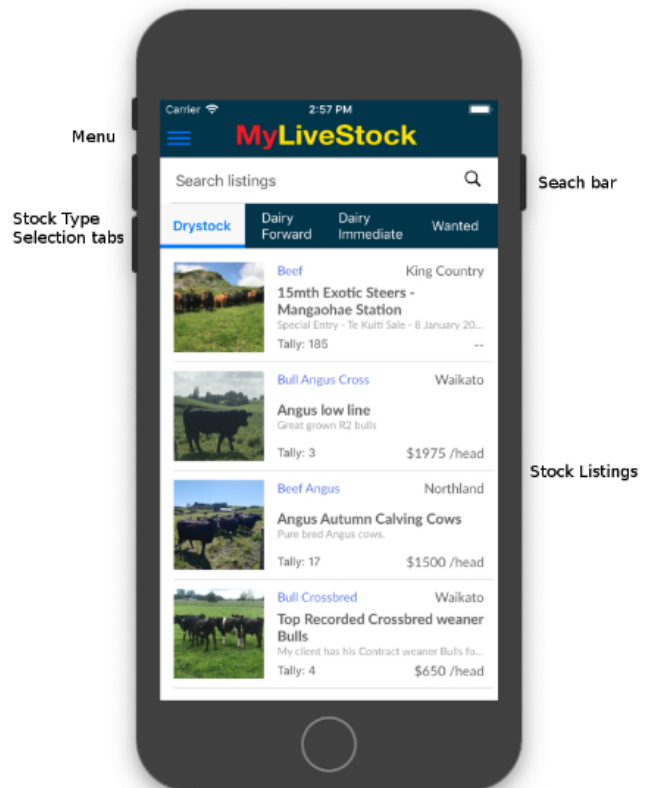 Carrier
2:57 PM
MyLiveStock
Menu
Search listings
Seach bar
Stock Type
Selection tabs
Drystock
Dairy
Forward
Dairy
Immediate
Wanted
Beef
King Country
15mth Exotic Steers -
Mangaohae Station
Special Entry - Te Kuiti Sale - 8 January 20...
Tally: 185
--
Bull Angus Cross
Waikato
Angus low line
Great grown R2 bulls
Tally: 3
$1975 /head
Stock Listings
Beef Angus
Northland
Angus Autumn Calving Cows
Pure bred Angus cows.
Tally: 17
$1500 /head
Bull Crossbred
Waikato
Top Recorded Crossbred weaner
Bulls
My client has his Contract weaner Bulls fo...
Tally: 4
$650 /head